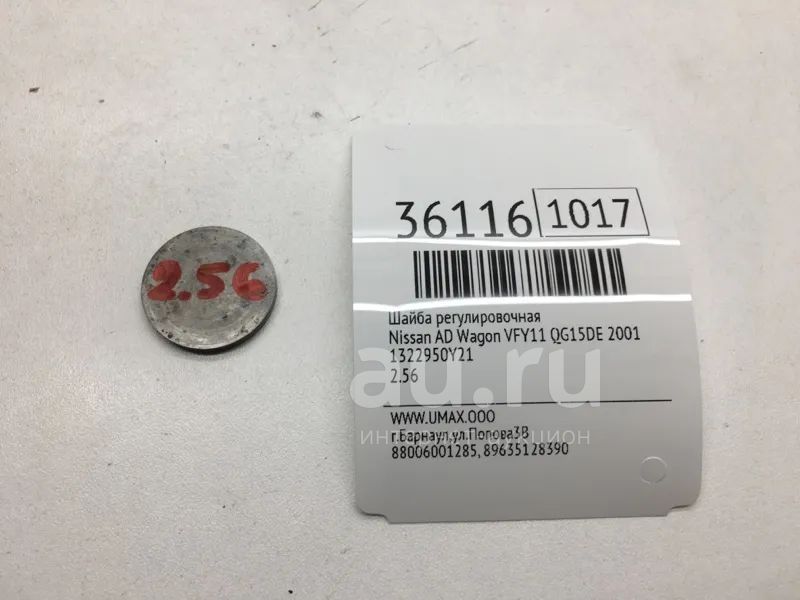 2.56
36116 1017
Шайба регулировочная
Nissan AD Wagon VFY11 QG15DE 2001
1322950Y21
2.56
au.ru
интернет-аукцион
WWW.UMAX.OOO
г.Барнаул,ул.Попова3В
88006001285, 89635128390